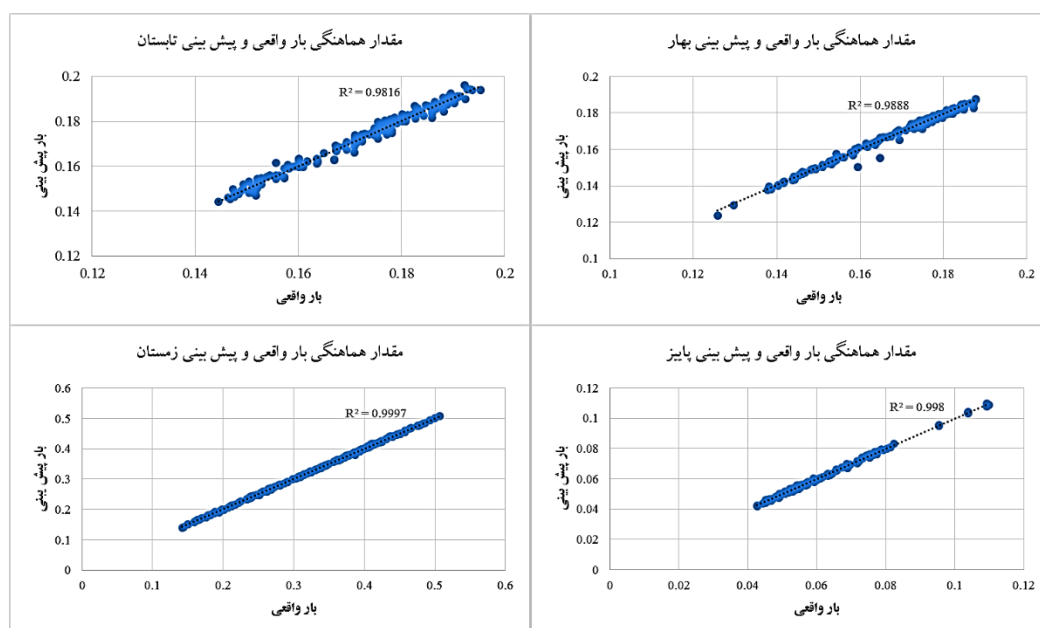 مقدار هماهنگی بار واقعی و پیش بینی بهار
R² = 0.9888
0.2
0.18
0.16
0.14
0.12
0.1
بار پیش بینی
0.1 0.12 0.14 0.16 0.18 0.2
بار واقعی
مقدار هماهنگی بار واقعی و پیش بینی تابستان
R² = 0.9816
0.2
0.18
0.16
0.14
0.12
بار پیش بینی
0.12 0.14 0.16 0.18 0.2
بار واقعی
مقدار هماهنگی بار واقعی و پیش بینی پاییز
R² = 0.998
0.12
0.1
0.08
0.06
0.04
0.02
0
بار پیش بینی
0 0.02 0.04 0.06 0.08 0.1 0.12
بار واقعی
مقدار هماهنگی بار واقعی و پیش بینی زمستان
R² = 0.9997
0.6
0.5
0.4
0.3
0.2
0.1
0
بار پیش بینی
0 0.1 0.2 0.3 0.4 0.5 0.6
بار واقعی